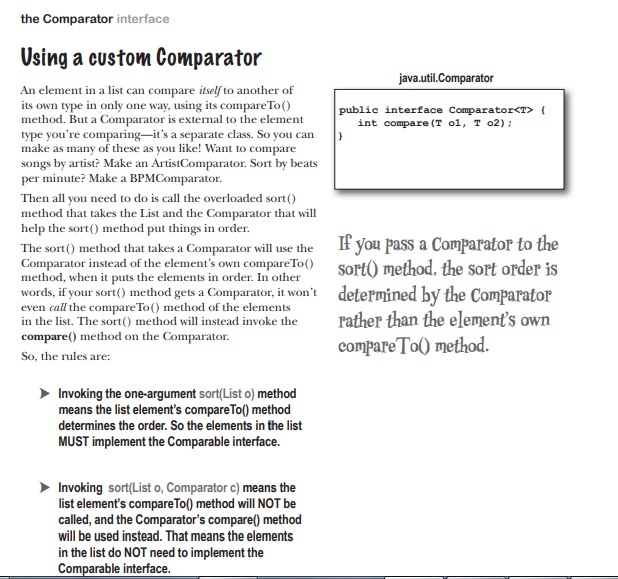 the Comparator interface
Using a custom Comparator
An element in a list can compare itself to another of
its own type in only one way, using its compareTo()
method. But a Comparator is external to the element
type you're comparing—it's a separate class. So you can
make as many of these as you like! Want to compare
songs by artist? Make an ArtistComparator. Sort by beats
per minute? Make a BPMComparator.
Then all you need to do is call the overloaded sort()
method that takes the List and the Comparator that will
help the sort() method put things in order.
The sort() method that takes a Comparator will use the
Comparator instead of the element's own compareTo()
method, when it puts the elements in order. In other
words, if your sort() method gets a Comparator, it won't
even call the compareTo() method of the elements
in the list. The sort() method will instead invoke the
compare() method on the Comparator.
So, the rules are:
➤ Invoking the one-argument sort(List o) method
means the list element's compareTo() method
determines the order. So the elements in the list
MUST implement the Comparable interface.
➤ Invoking sort(List o, Comparator c) means the
list element's compareTo() method will NOT be
called, and the Comparator's compare() method
will be used instead. That means the elements
in the list do NOT need to implement the
Comparable interface.
java.util.Comparator
public interface Comparator<T> {
int compare(T o1, T o2);
}
If you pass a Comparator to the
sort() method, the sort order is
determined by the Comparator
rather than the element's own
compareTo() method.